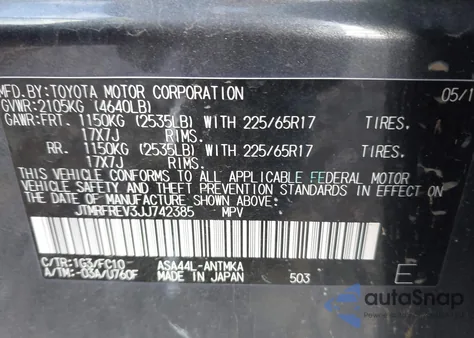 MFD.BY:TOYOTA MOTOR CORPORATION 05/1
GVWR:2105KG (4640LB)
GAWR:FRT. 1150KG (2535LB) WITH 225/65R17 TIRES.
17X7J RIMS.
RR. 1150KG (2535LB) WITH 225/65R17 TIRES.
17X7J RIMS.
THIS VEHICLE CONFORMS TO ALL APPLICABLE FEDERAL MOTOR
VEHICLE SAFETY AND THEFT PREVENTION STANDARDS IN EFFECT ON
THE DATE OF MANUFACTURE SHOWN ABOVE.
JTMRFREV3JJ742385 MPV
C/TR:1G3/FC10 ASA44L-ANTMKA
A/TM:-03A/U760F MADE IN JAPAN 503 E
autoSnap